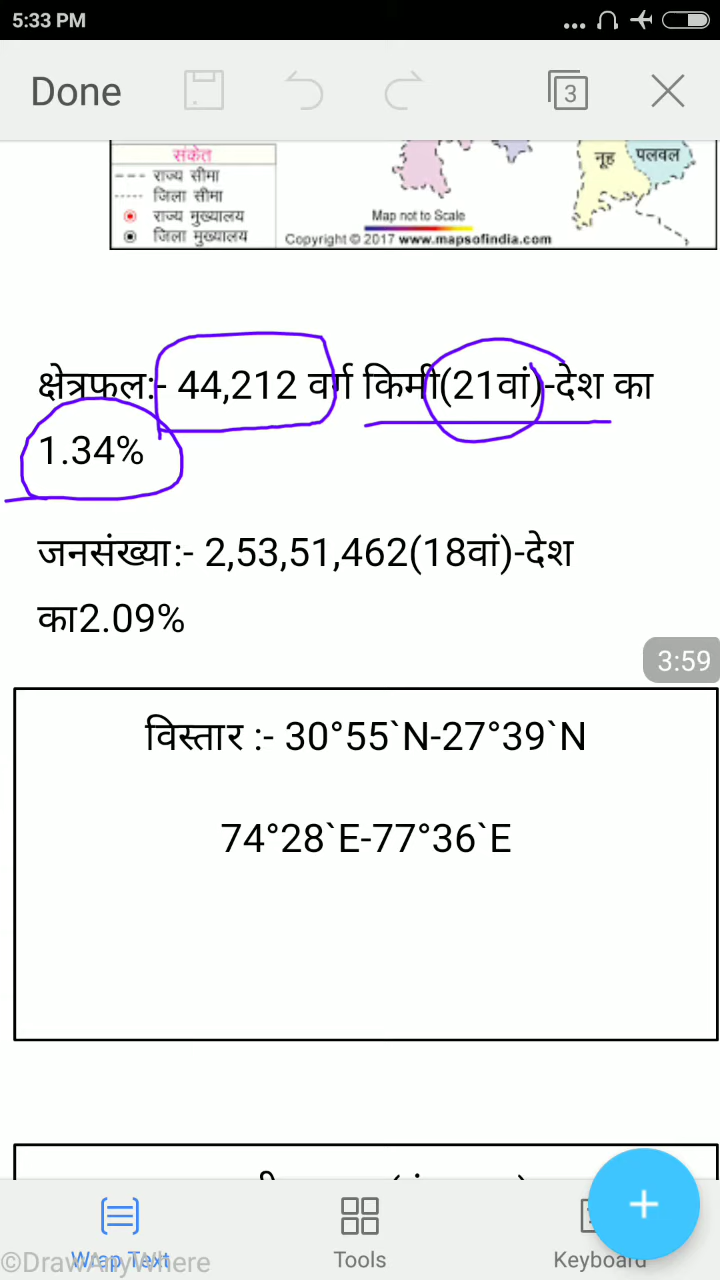 5:33 PM
Done
3
संकेत
राज्य सीमा
जिला सीमा
राज्य मुख्यालय
जिला मुख्यालय
नूह
पलवल
Map not to Scale
Copyright © 2017 www.mapsofindia.com
क्षेत्रफल:- 44,212 वर्ग किमी(21वां)-देश का
1.34%
जनसंख्या:- 2,53,51,462(18वां)-देश
का2.09%
3:59
विस्तार :- 30°55`N-27°39`N
74°28`E-77°36`E
Wrap Text
Tools
Keyboard
©DrawAnyWhere